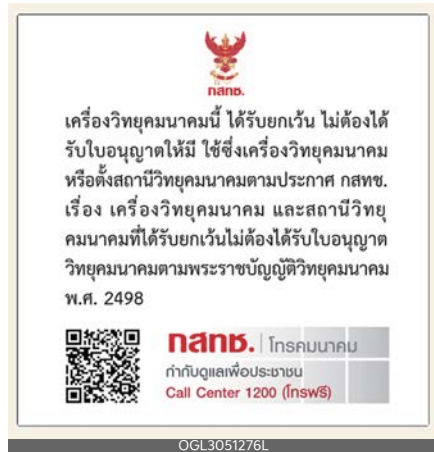 กสทช.
เครื่องวิทยุคมนาคมนี้ ได้รับยกเว้น ไม่ต้องได้
รับใบอนุญาตให้มี ใช้ซึ่งเครื่องวิทยุคมนาคม
หรือตั้งสถานีวิทยุคมนาคมตามประกาศ กสทช.
เรื่อง เครื่องวิทยุคมนาคม และสถานีวิทยุ
คมนาคมที่ได้รับยกเว้นไม่ต้องได้รับใบอนุญาต
วิทยุคมนาคมตามพระราชบัญญัติวิทยุคมนาคม
พ.ศ. 2498
กสทช. | โทรคมนาคม
กำกับดูแลเพื่อประชาชน
Call Center 1200 (โทรฟรี)
OGL3051276L